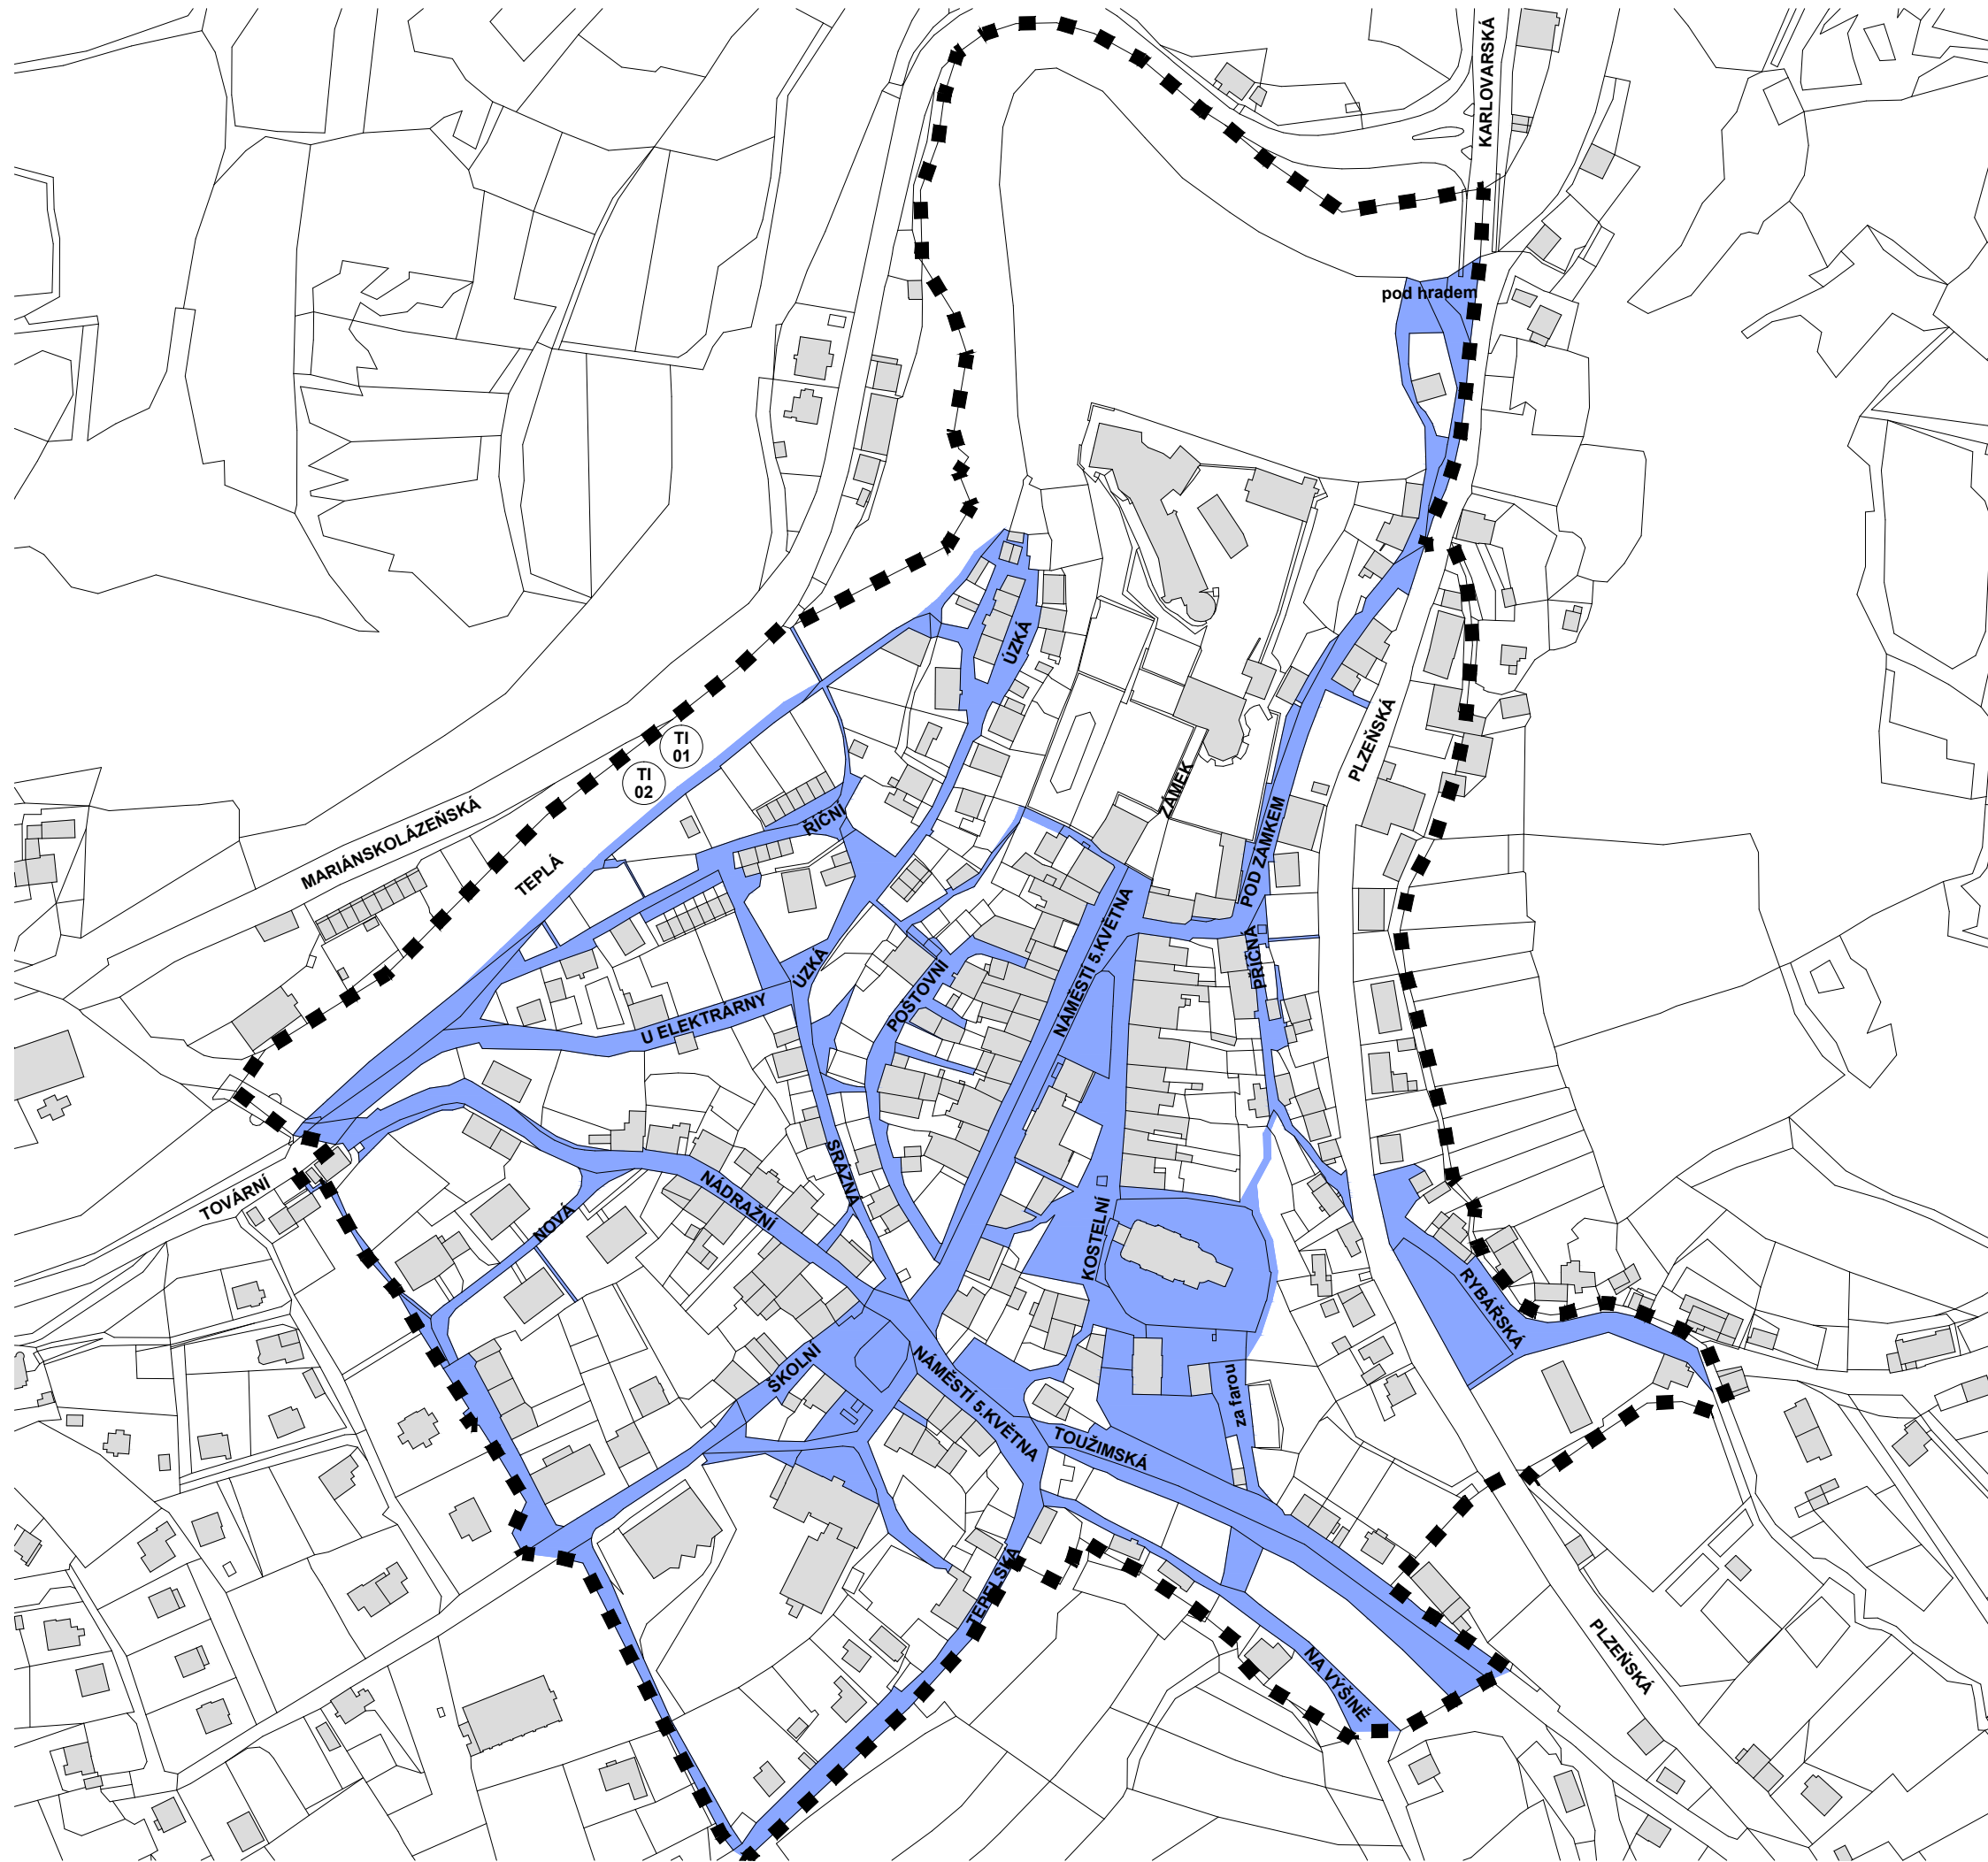 KARLOVARSKÁ
pod hradem
ÚZKÁ
PLZEŇSKÁ
TI
01
TI
02
ZÁMEK
MARIÁNSKOLÁZEŇSKÁ
ŘÍČNÍ
TEPLÁ
POD ZÁMKEM
NÁMĚSTÍ 5.KVĚTNA
PŘÍČNÁ
ÚZKÁ
POŠTOVNÍ
U ELEKTRÁRNY
SRÁZNÁ
TOVÁRNÍ
NÁDRAŽNÍ
NOVÁ
KOSTELNÍ
RYBÁŘSKÁ
ŠKOLNÍ
NÁMĚSTÍ 5.KVĚTNA
za farou
TOUŽIMSKÁ
TEPELSKÁ
NA VÝŠINĚ
PLZEŇSKÁ